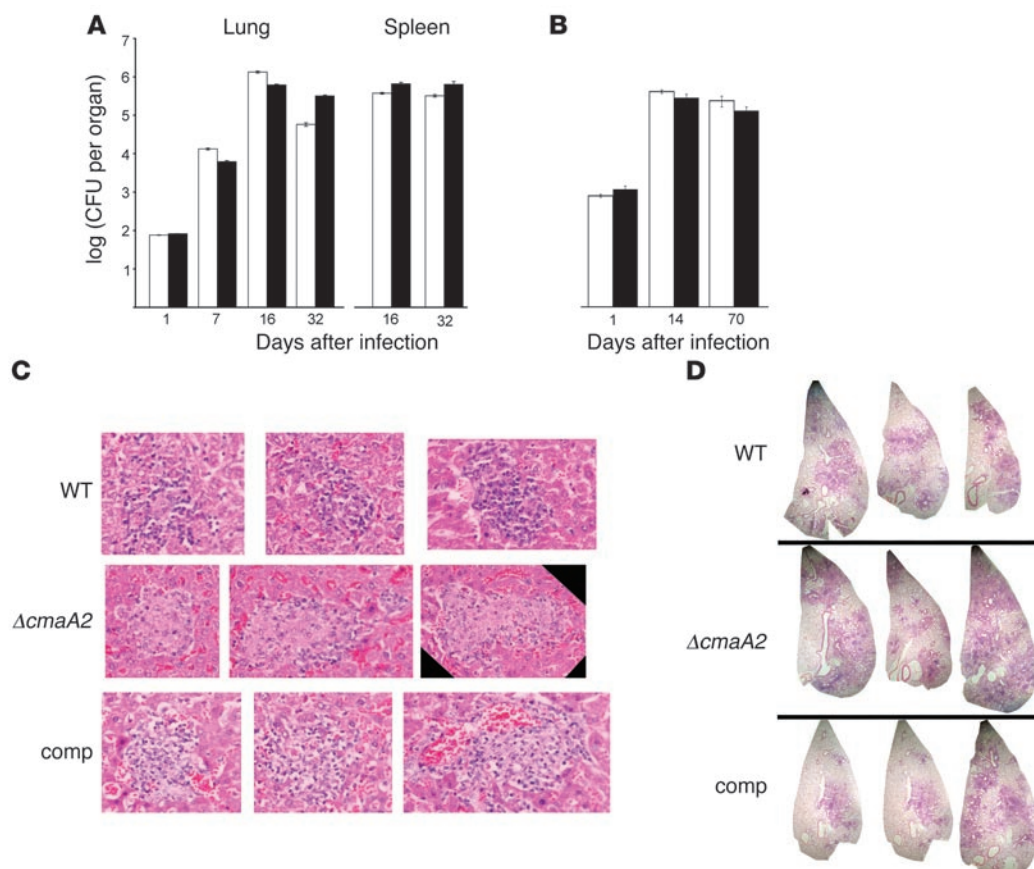 A
Lung
Spleen
log (CFU per organ)
7
6
5
4
3
2
1
1 7 16 32 16 32
Days after infection
B
1 14 70
Days after infection
C
WT
ΔcmaA2
comp
D
WT
ΔcmaA2
comp